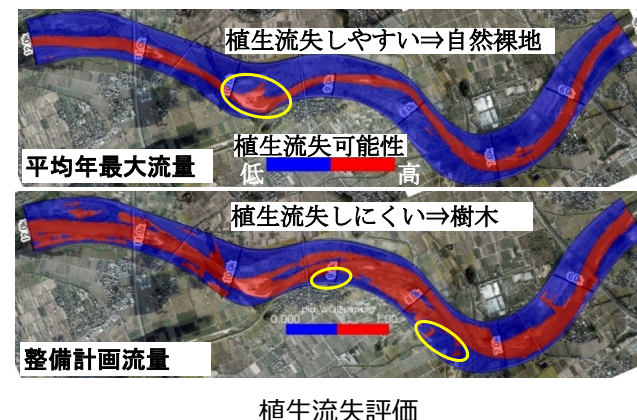 植生流失しやすい⇒自然裸地
植生流失可能性
低
高
平均年最大流量
植生流失しにくい⇒樹木
0.000
1.00
整備計画流量
植生流失評価